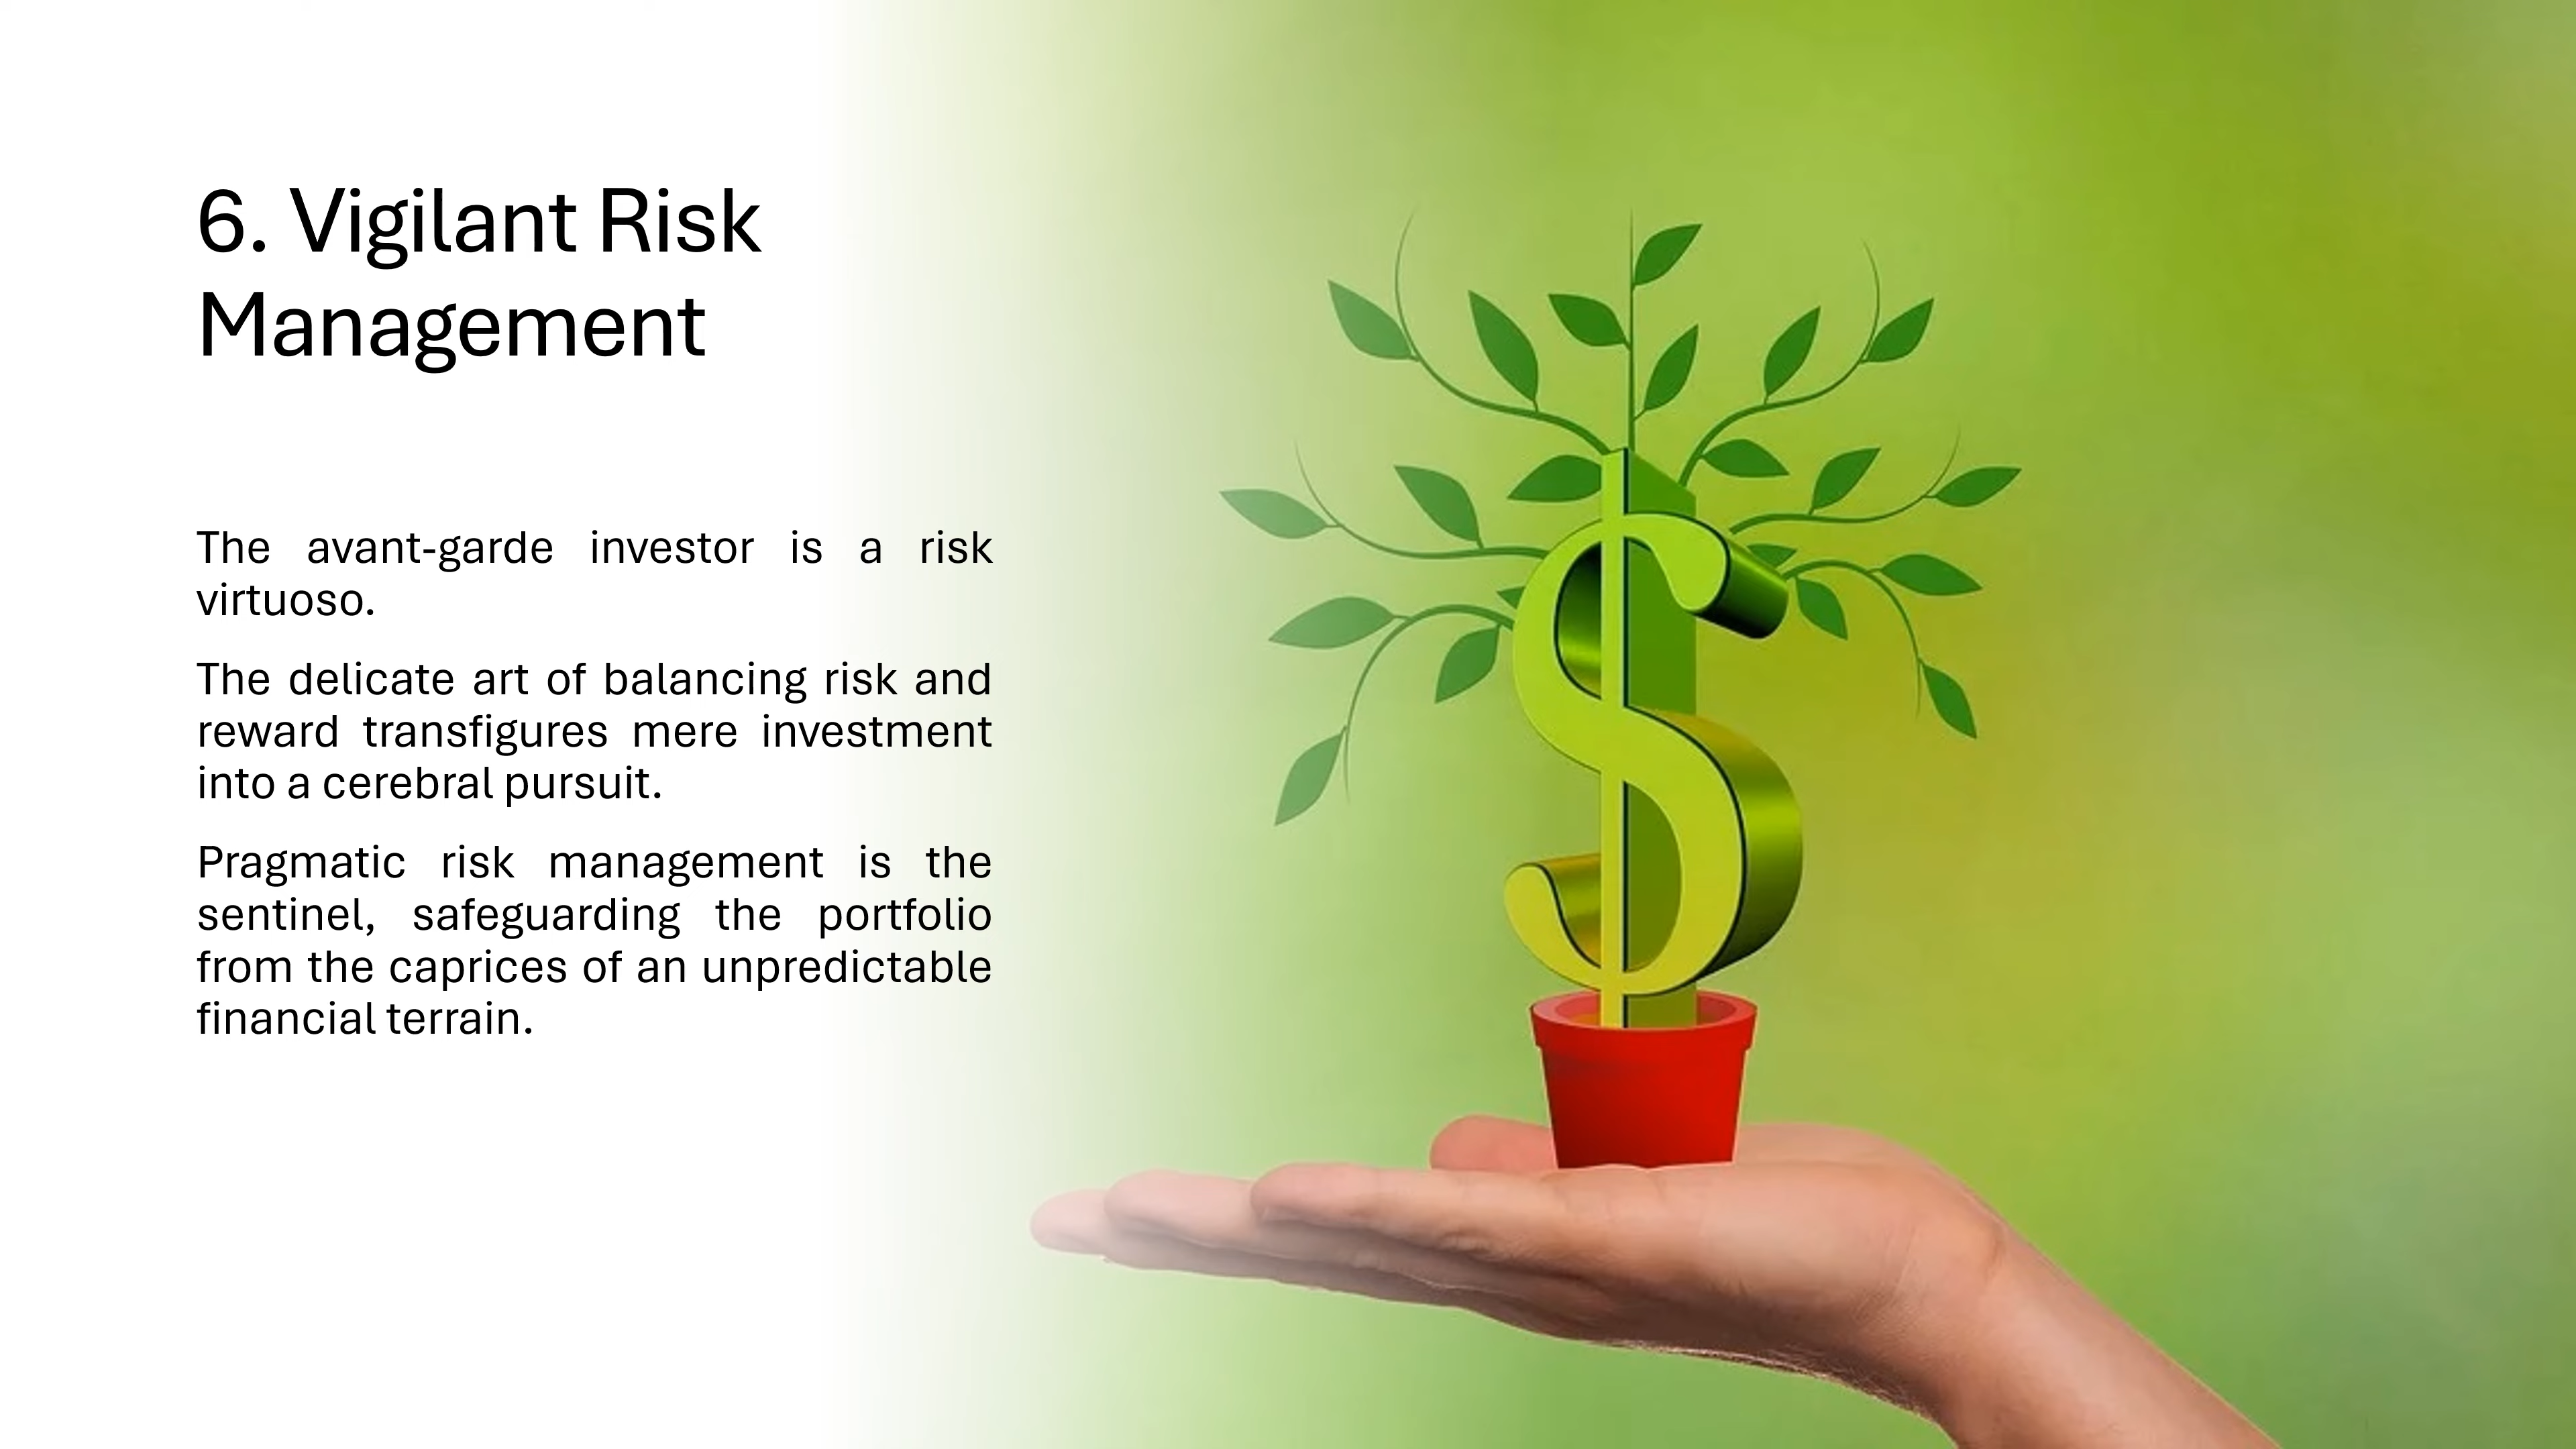 6. Vigilant Risk
Management
The avant-garde investor is a risk
virtuoso.
The delicate art of balancing risk and
reward transfigures mere investment
into a cerebral pursuit.
Pragmatic risk management is the
sentinel, safeguarding the portfolio
from the caprices of an unpredictable
financial terrain.